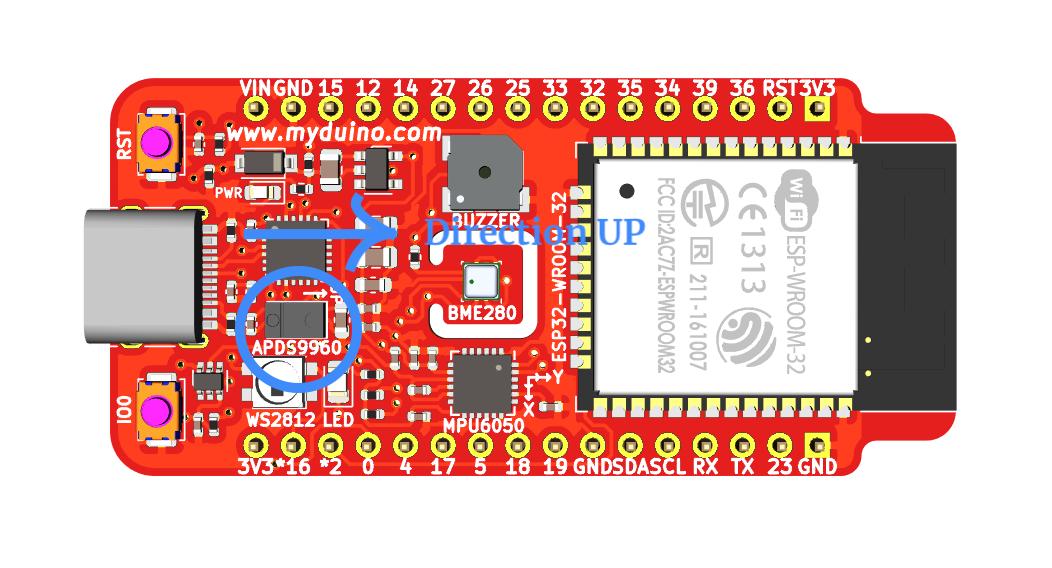 VIN GND 15 12 14 27 26 25 33 32 35 34 39 36 RST 3V3
www.myduino.com
RST
PWR
BUZZER
Direction UP
BME280
APDS9960
ESP32-WROOM-32
FCC ID:2AC7Z-ESPWROOM32
R 211-161007
CE1313
WiFi
ESP-WROOM-32
Y
X
IO0
WS2812 LED
MPU6050
3V3 *16 *2 0 4 17 5 18 19 GND SDA SCL RX TX 23 GND